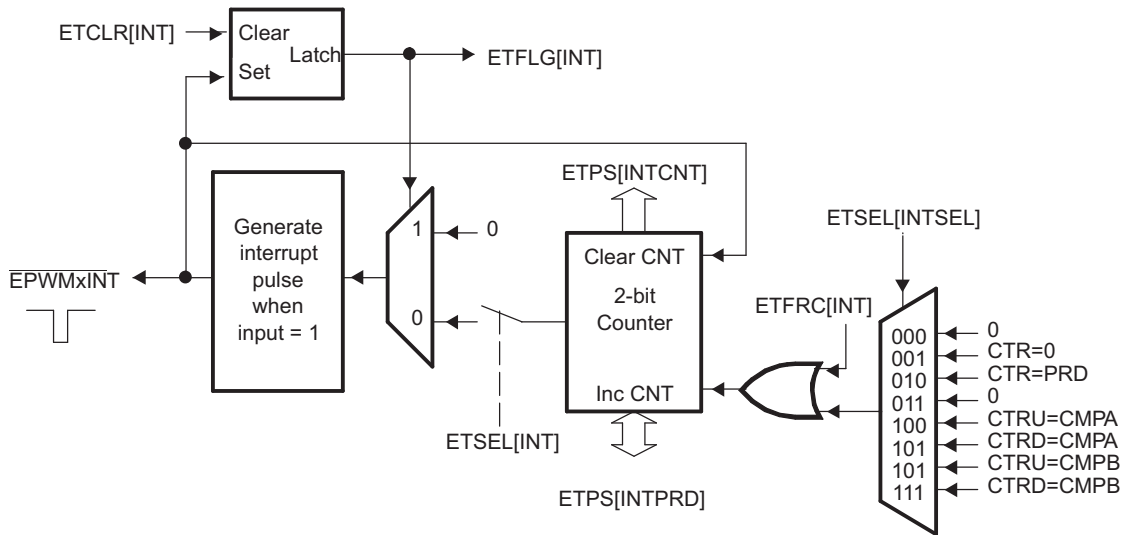 ETCLR[INT]
Clear
Latch
Set
ETFLG[INT]
ETPS[INTCNT]
ETSEL[INTSEL]
Generate
interrupt
pulse
when
input = 1
1
0
0
Clear CNT
2-bit
Counter
Inc CNT
EPWMxINT
ETFRC[INT]
ETSEL[INT]
ETPS[INTPRD]
000 0
001 CTR=0
010 CTR=PRD
011 0
100 CTRU=CMPA
101 CTRD=CMPA
101 CTRU=CMPB
111 CTRD=CMPB